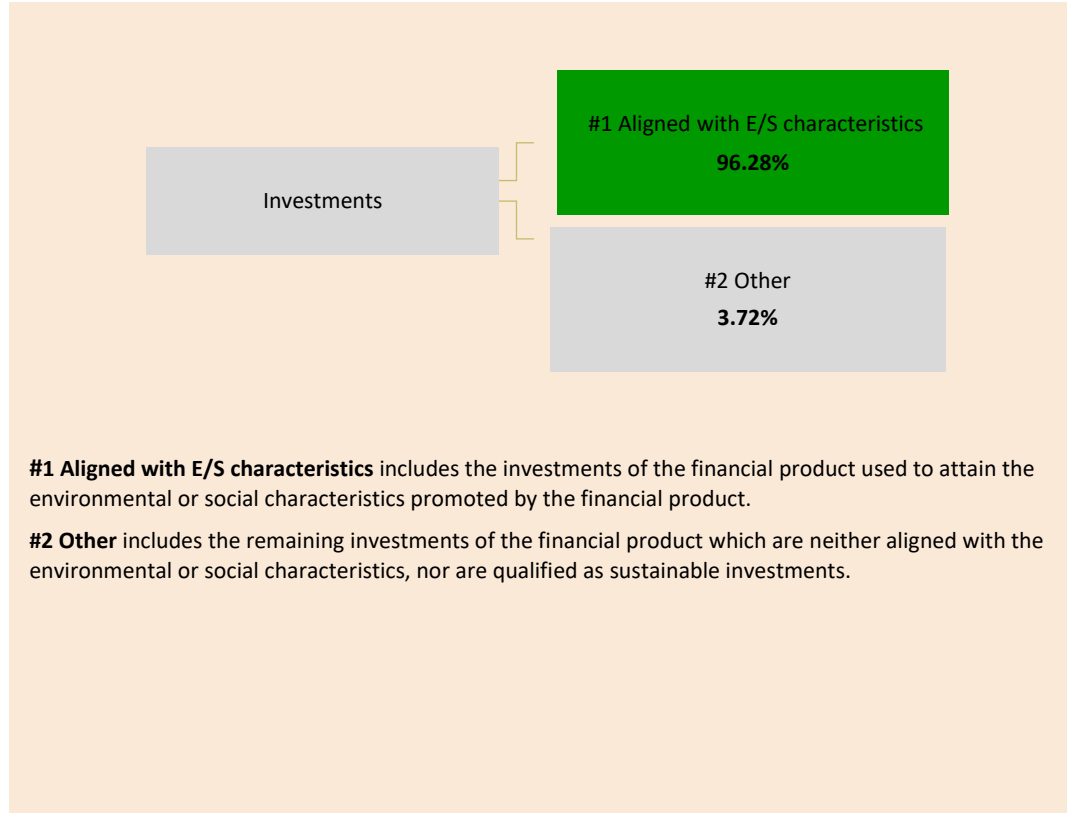 #1 Aligned with E/S characteristics
96.28%
Investments
#2 Other
3.72%
#1 Aligned with E/S characteristics includes the investments of the financial product used to attain the
environmental or social characteristics promoted by the financial product.
#2 Other includes the remaining investments of the financial product which are neither aligned with the
environmental or social characteristics, nor are qualified as sustainable investments.